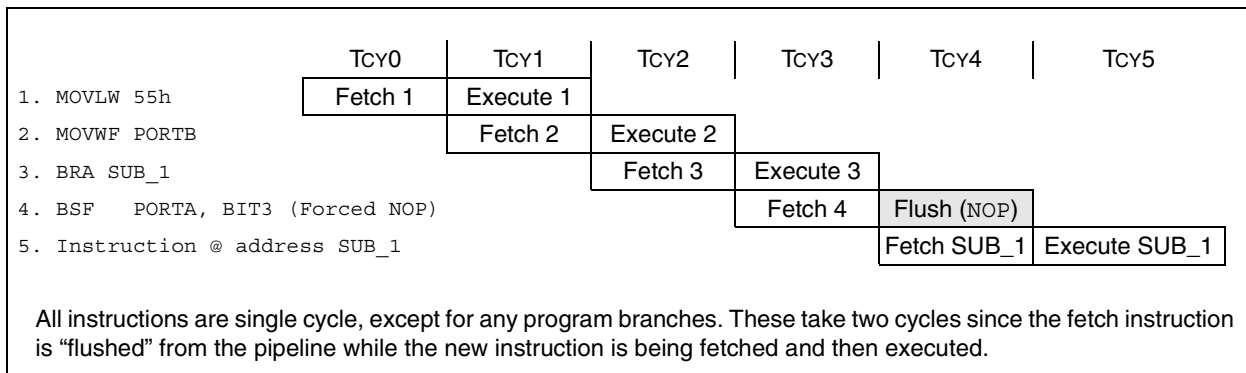 TCY0 TCY1 TCY2 TCY3 TCY4 TCY5
1. MOVLW 55h Fetch 1 Execute 1
2. MOVWF PORTB Fetch 2 Execute 2
3. BRA SUB_1 Fetch 3 Execute 3
4. BSF PORTA, BIT3 (Forced NOP) Fetch 4 Flush (NOP)
5. Instruction @ address SUB_1 Fetch SUB_1 Execute SUB_1
All instructions are single cycle, except for any program branches. These take two cycles since the fetch instruction
is “flushed” from the pipeline while the new instruction is being fetched and then executed.